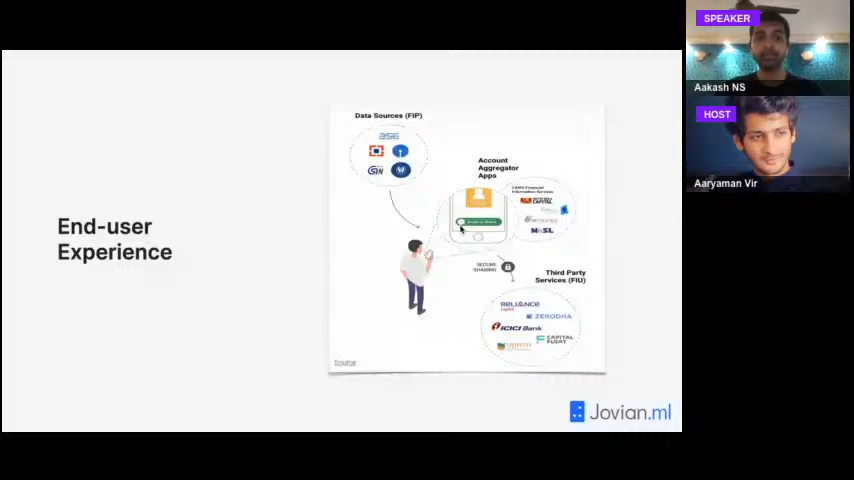 End-user
Experience
Data Sources (FIP)
BSE
Account
Aggregator
Apps
CAMS Financial
Information Services
NeSL
SECURE
SHARING
Third Party
Services (FIU)
RELIANCE
ZERODHA
ICICI Bank
CAPITAL
FLOAT
Source
Jovian.ml
SPEAKER
Aakash NS
HOST
Aaryaman Vir